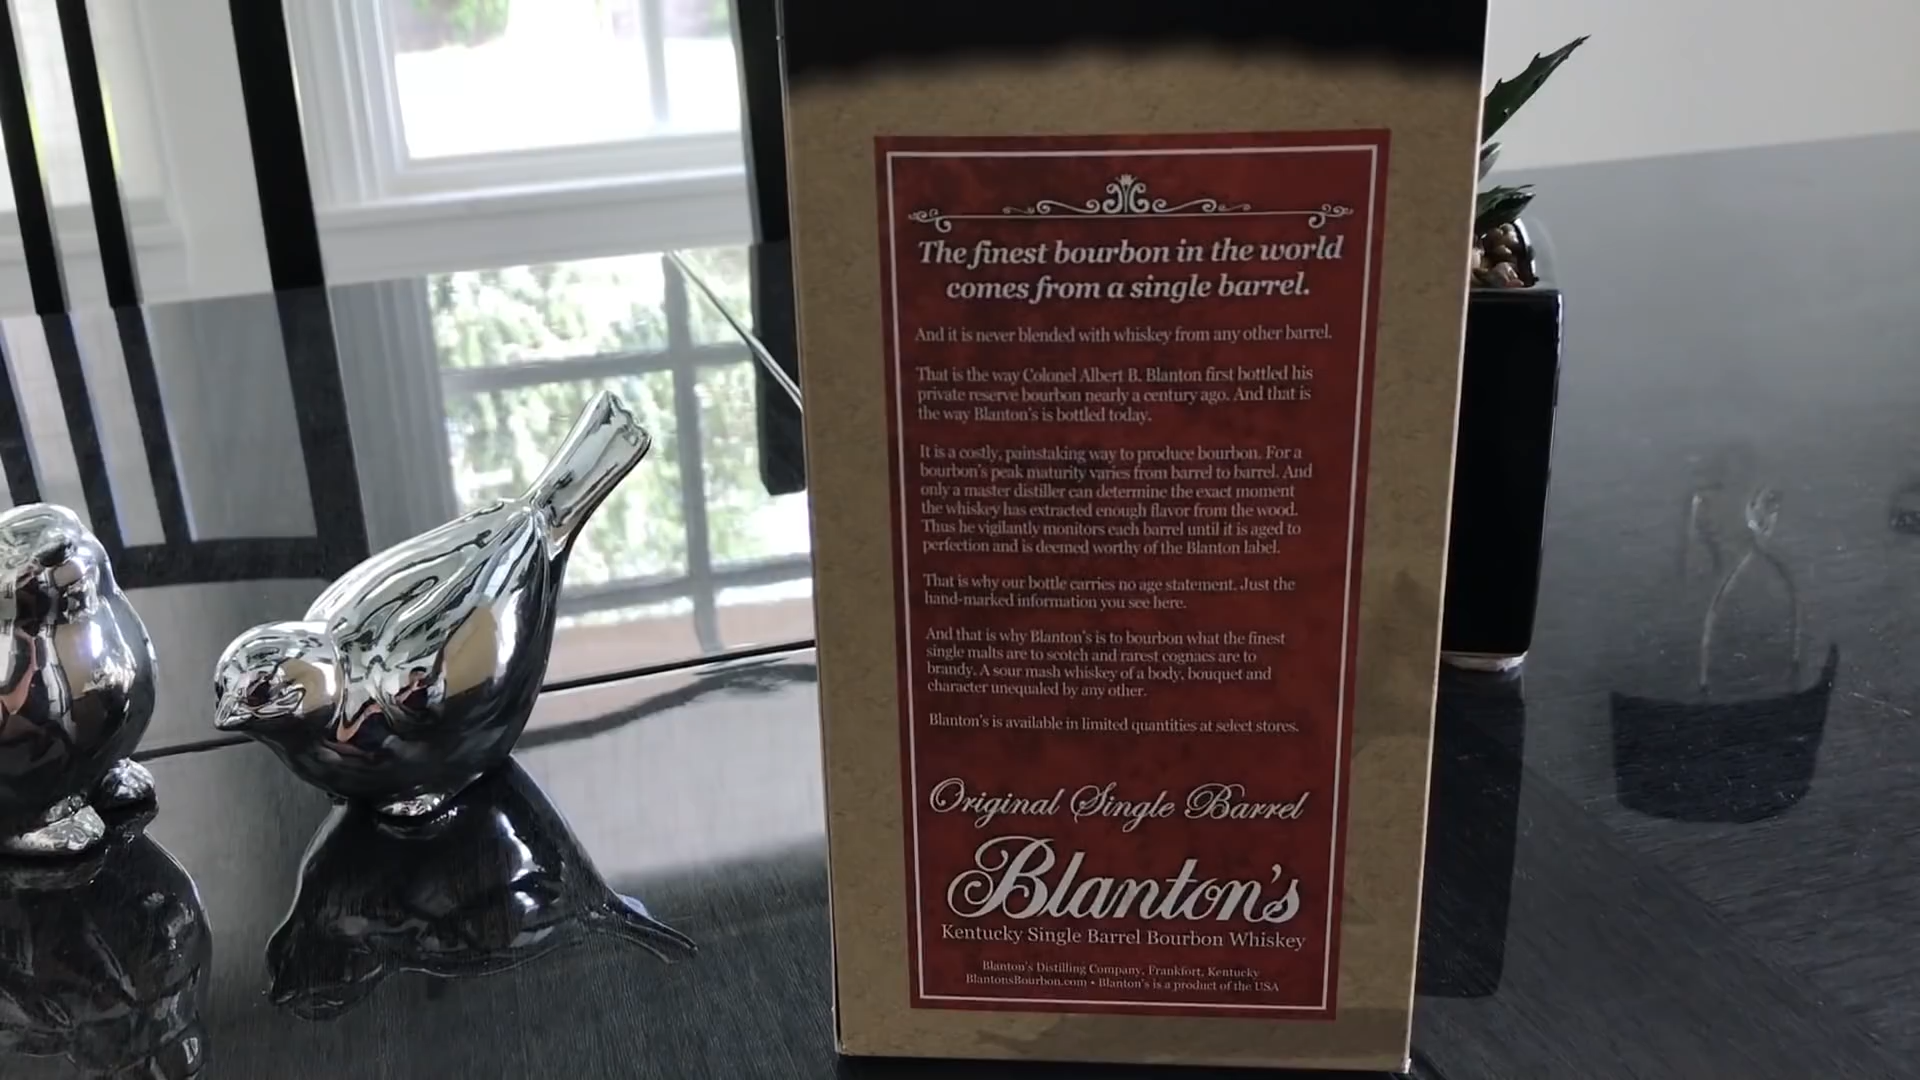 The finest bourbon in the world
comes from a single barrel.
And it is never blended with whiskey from any other barrel.
That is the way Colonel Albert B. Blanton first bottled his
private reserve bourbon nearly a century ago. And that is
the way Blanton's is bottled today.
It is a costly, painstaking way to produce bourbon. For a
bourbon's peak maturity varies from barrel to barrel. And
only a master distiller can determine the exact moment
the whiskey has extracted enough flavor from the wood.
Thus he vigilantly monitors each barrel until it is aged to
perfection and is deemed worthy of the Blanton label.
That is why our bottle carries no age statement. Just the
hand-marked information you see here.
And that is why Blanton's is to bourbon what the finest
single malts are to scotch and rarest cognacs are to
brandy. A sour mash whiskey of a body, bouquet and
character unequaled by any other.
Blanton's is available in limited quantities at select stores.
Original Single Barrel
Blanton's
Kentucky Single Barrel Bourbon Whiskey
Blanton's Distilling Company, Frankfort, Kentucky
BlantonsBourbon.com • Blanton's is a product of the USA